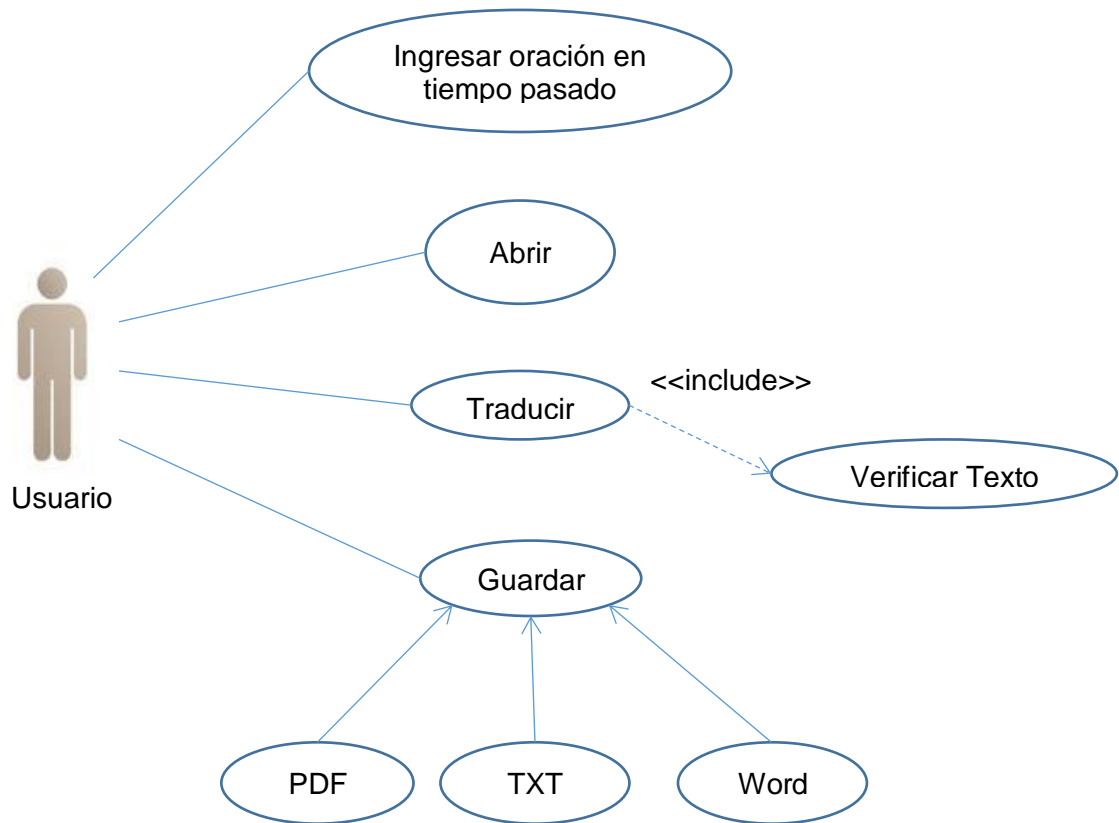 Ingresar oración en
tiempo pasado
Abrir
<<include>>
Traducir
Verificar Texto
Usuario
Guardar
PDF
TXT
Word